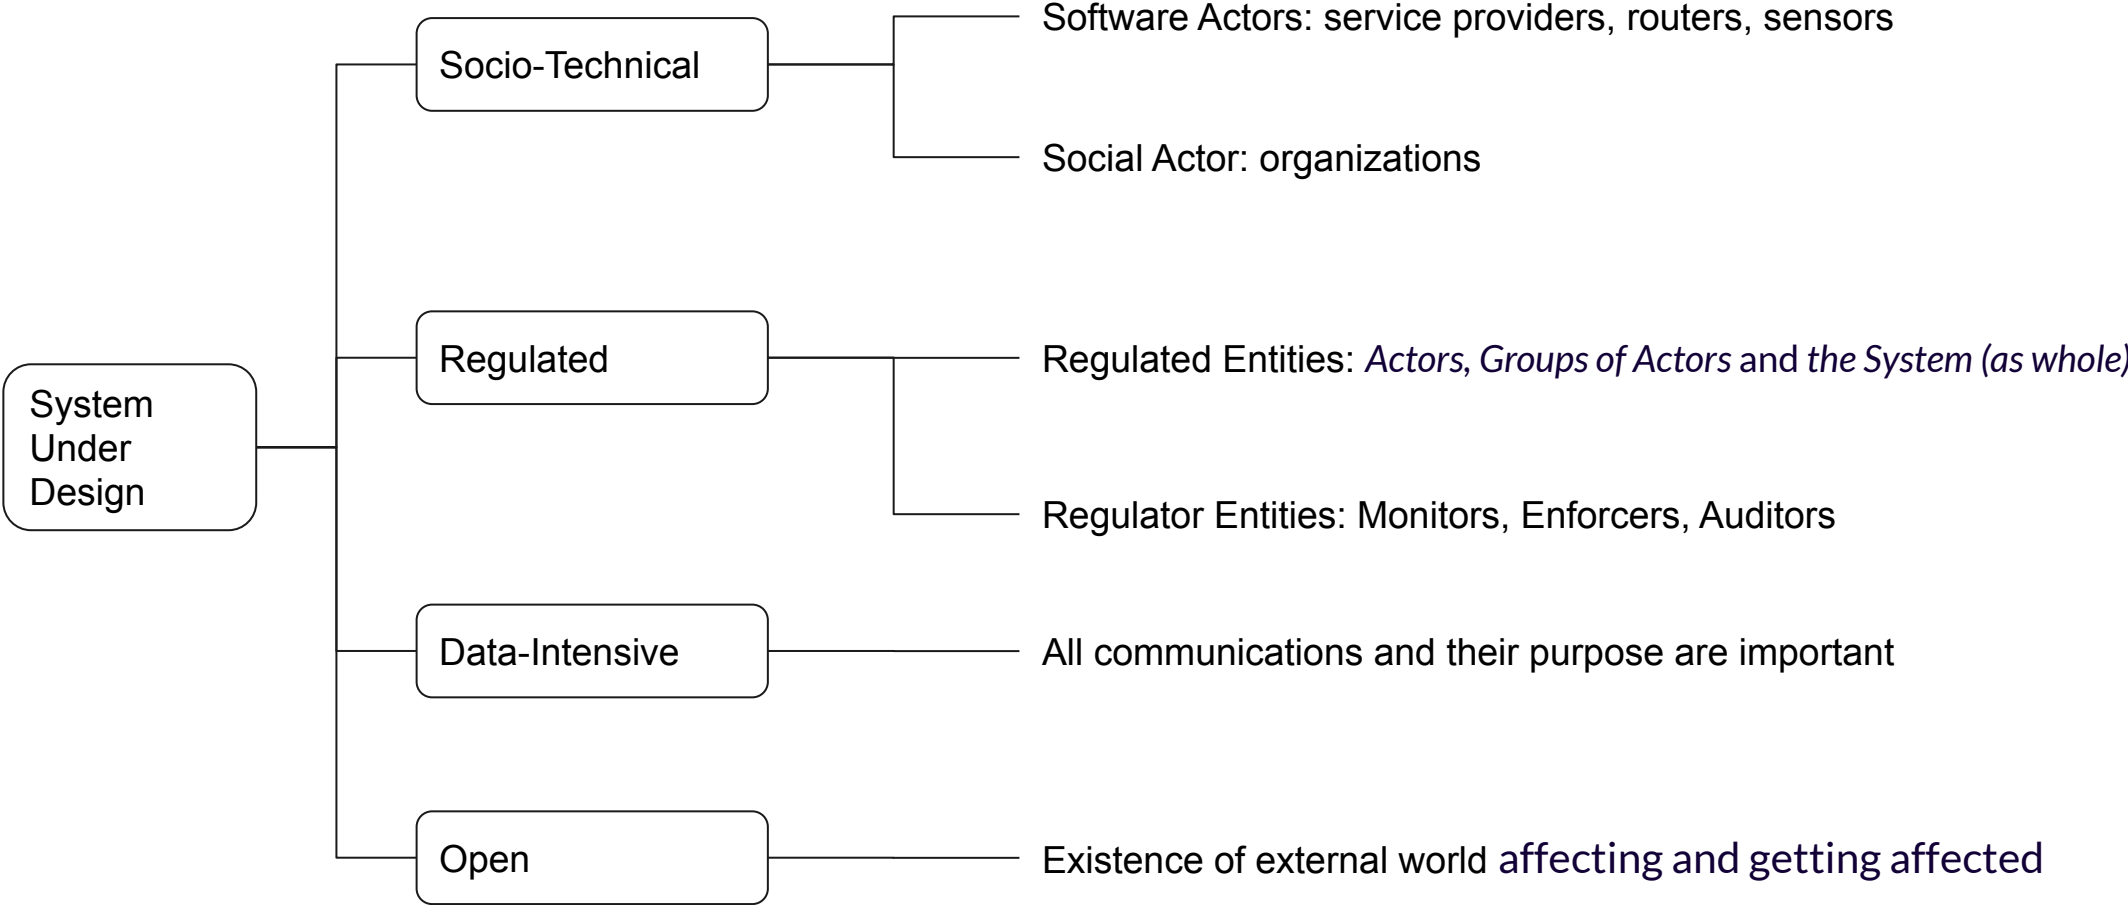 Software Actors: service providers, routers, sensors
Socio-Technical
Social Actor: organizations
Regulated
Regulated Entities: Actors, Groups of Actors and the System (as whole)
System
Under
Design
Regulator Entities: Monitors, Enforcers, Auditors
Data-Intensive
All communications and their purpose are important
Open
Existence of external world affecting and getting affected